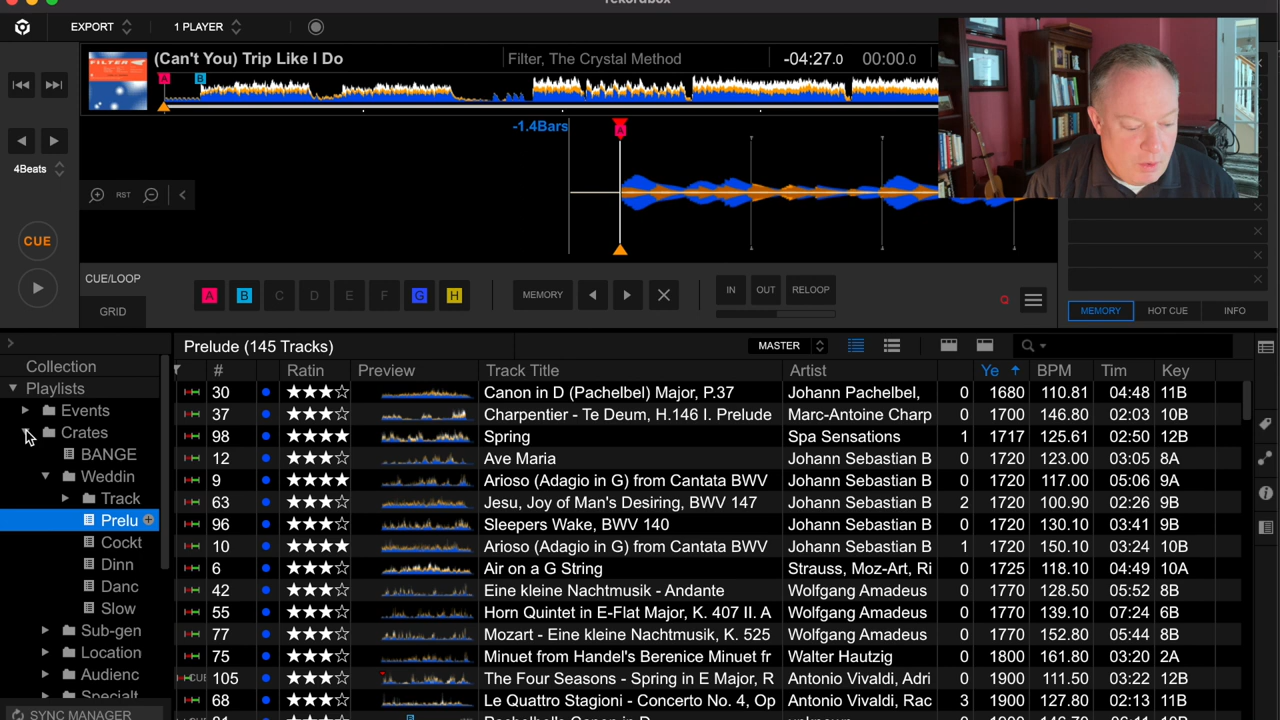 rekordbox
EXPORT 1 PLAYER
(Can't You) Trip Like I Do Filter, The Crystal Method -04:27.0 00:00.0
FILTER
A B
-1.4Bars A
4Beats
RST
CUE
CUE/LOOP
GRID
A B C D E F G H MEMORY IN OUT RELOOP Q
MEMORY HOT CUE INFO
Prelude (145 Tracks) MASTER
Collection
Playlists
Events
Crates
BANGE
Weddin
Track
Prelu
Cockt
Dinn
Danc
Slow
Sub-gen
Location
Audienc
Specialt
SYNC MANAGER
# Ratin Preview Track Title Artist Ye BPM Tim Key
30 Canon in D (Pachelbel) Major, P.37 Johann Pachelbel, 0 1680 110.81 04:48 11B
37 Charpentier - Te Deum, H.146 I. Prelude Marc-Antoine Charp 0 1700 146.80 02:03 10B
98 Spring Spa Sensations 1 1717 125.61 02:50 12B
12 Ave Maria Johann Sebastian B 0 1720 123.00 03:05 8A
9 Arioso (Adagio in G) from Cantata BWV Johann Sebastian B 0 1720 117.00 05:06 9A
63 Jesu, Joy of Man's Desiring, BWV 147 Johann Sebastian B 2 1720 100.90 02:26 9B
96 Sleepers Wake, BWV 140 Johann Sebastian B 0 1720 130.10 03:41 9B
10 Arioso (Adagio in G) from Cantata BWV Johann Sebastian B 1 1720 150.10 03:24 10B
6 Air on a G String Strauss, Moz-Art, Ri 0 1725 118.10 04:49 10A
42 Eine kleine Nachtmusik - Andante Wolfgang Amadeus 0 1770 128.50 05:52 8B
55 Horn Quintet in E-Flat Major, K. 407 II. A Wolfgang Amadeus 0 1770 139.10 07:24 6B
77 Mozart - Eine kleine Nachtmusik, K. 525 Wolfgang Amadeus 0 1770 152.80 05:44 8B
75 Minuet from Handel's Berenice Minuet fr Walter Hautzig 0 1800 161.80 03:20 2A
CUE 105 The Four Seasons - Spring in E Major, R Antonio Vivaldi, Adri 0 1900 111.50 03:22 12B
68 Le Quattro Stagioni - Concerto No. 4, Op Antonio Vivaldi, Rac 3 1900 127.80 02:13 11B